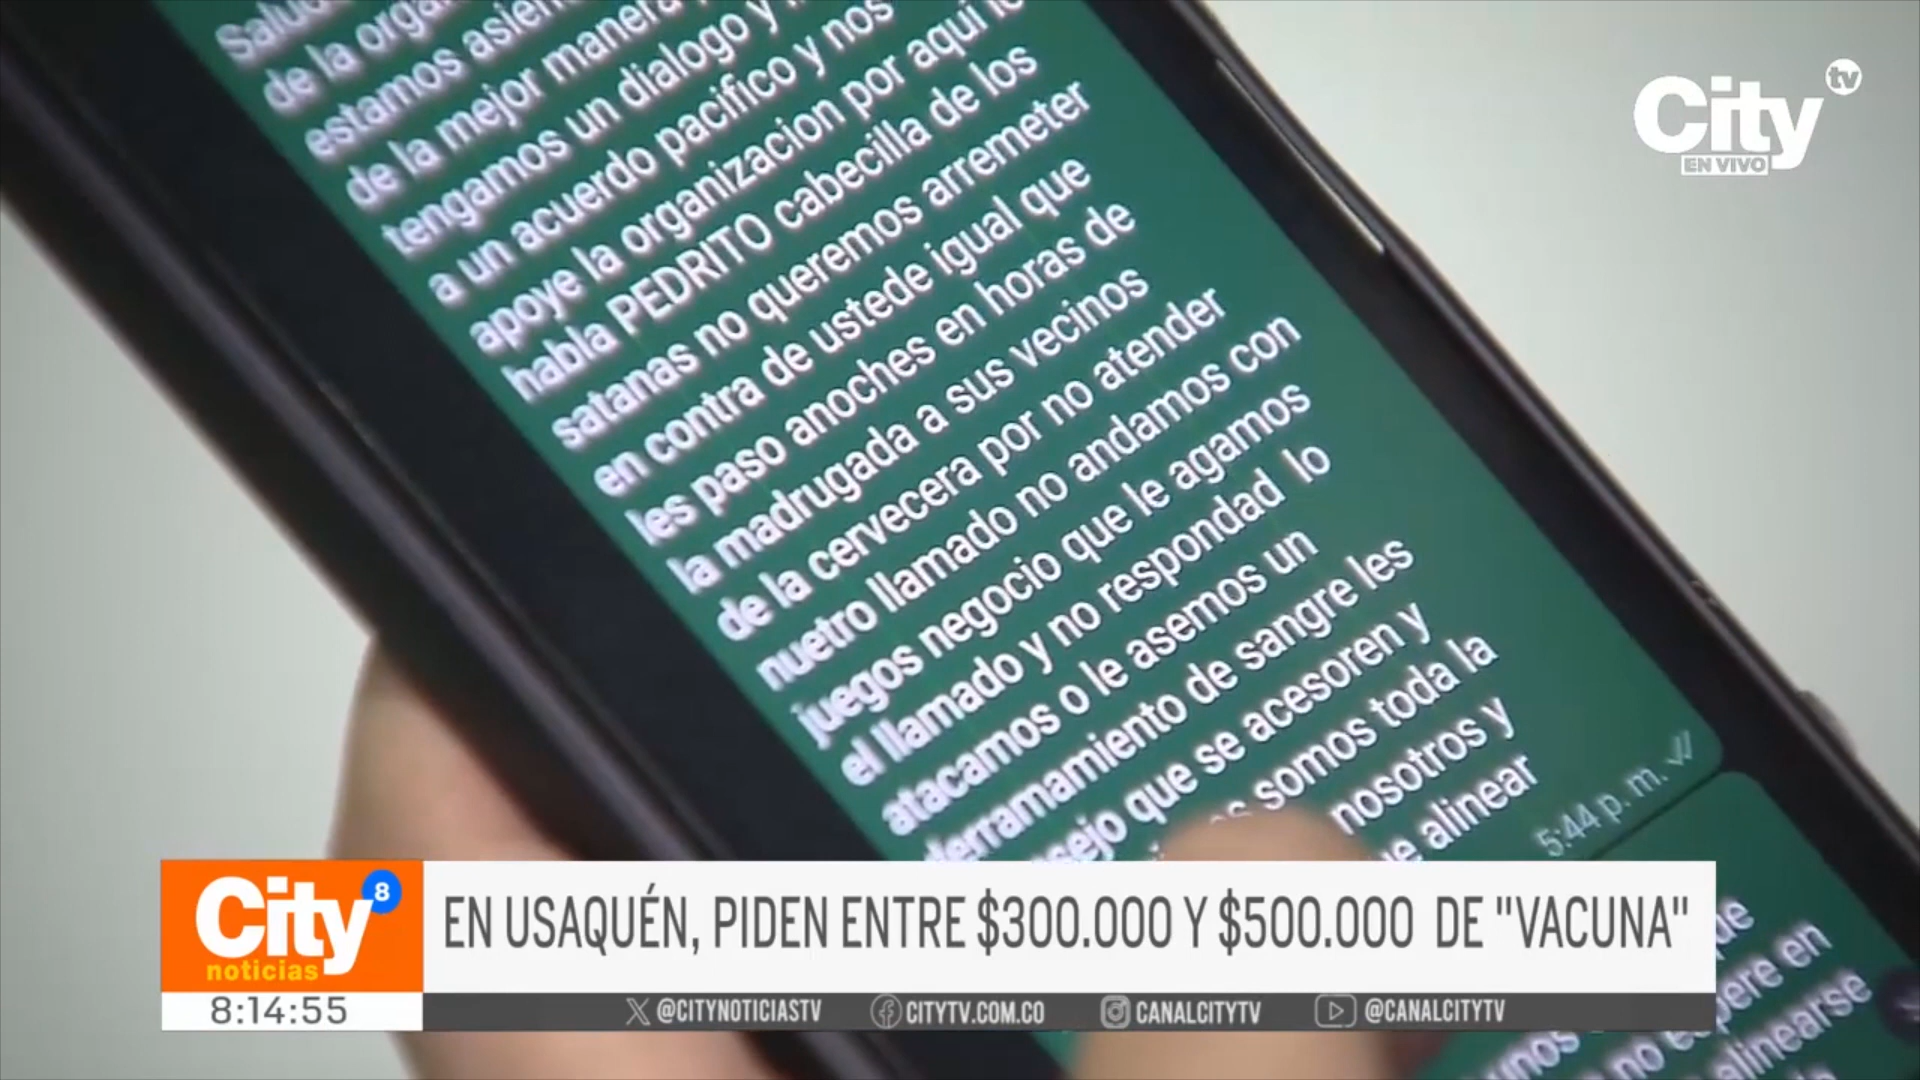 de la
estamos
de la mejor manera
tengamos un dialogo y
a un acuerdo pacifico y nos
apoye la organizacion por aqui
habla PEDRITO cabecilla de los
satanas no queremos arremeter
en contra de ustede igual que
les paso anoches en horas de
la madrugada a sus vecinos
de la cervecera por no atender
nuetro llamado no andamos con
juegos negocio que le agamos
el llamado y no respondad lo
atacamos o le asemos un
derramamiento de sangre les
que se acesoren y
somos toda la
nosotros y
alinear
5:44 p. m.
en
no
alinearse
City tv
EN VIVO
City 8
noticias
8:14:55
EN USAQUÉN, PIDEN ENTRE $300.000 Y $500.000 DE "VACUNA"
@CITYNOTICIASTV CITYTV.COM.CO CANALCITYTV @CANALCITYTV